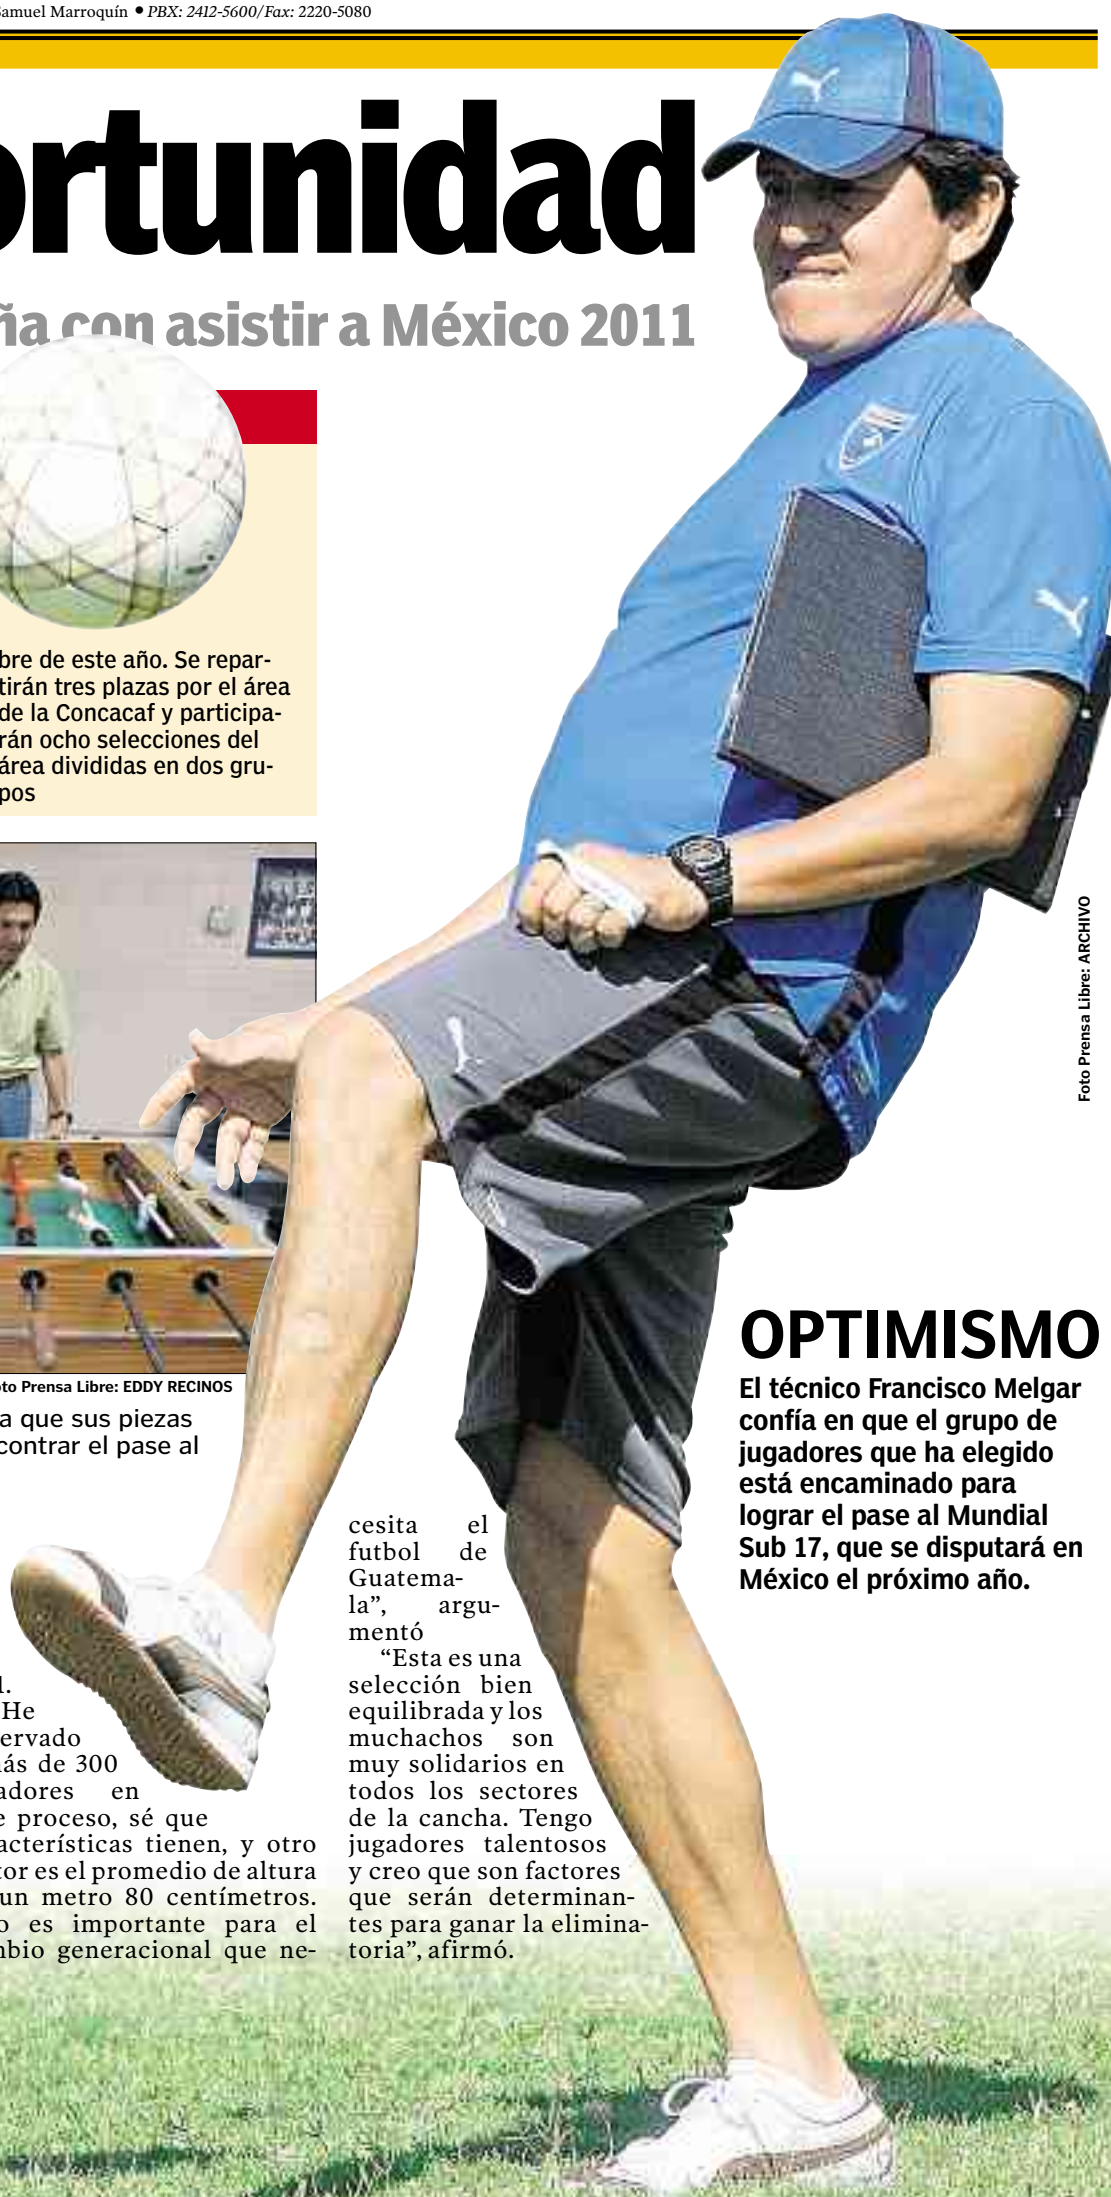 Samuel Marroquín • PBX: 2412-5600/Fax: 2220-5080
ortunidad
ña con asistir a México 2011
bre de este año. Se repar-
tirán tres plazas por el área
de la Concacaf y participa-
rán ocho selecciones del
área divididas en dos gru-
pos
Foto Prensa Libre: ARCHIVO
oto Prensa Libre: EDDY RECINOS
a que sus piezas
contrar el pase al
OPTIMISMO
El técnico Francisco Melgar
confía en que el grupo de
jugadores que ha elegido
está encaminado para
lograr el pase al Mundial
Sub 17, que se disputará en
México el próximo año.
l.
He
ervado
ás de 300
adores en
e proceso, sé que
acterísticas tienen, y otro
tor es el promedio de altura
un metro 80 centímetros.
o es importante para el
mbio generacional que ne-
cesita el
futbol de
Guatema-
la”, argu-
mentó
“Esta es una
selección bien
equilibrada y los
muchachos son
muy solidarios en
todos los sectores
de la cancha. Tengo
jugadores talentosos
y creo que son factores
que serán determinan-
tes para ganar la elimina-
toria”, afirmó.